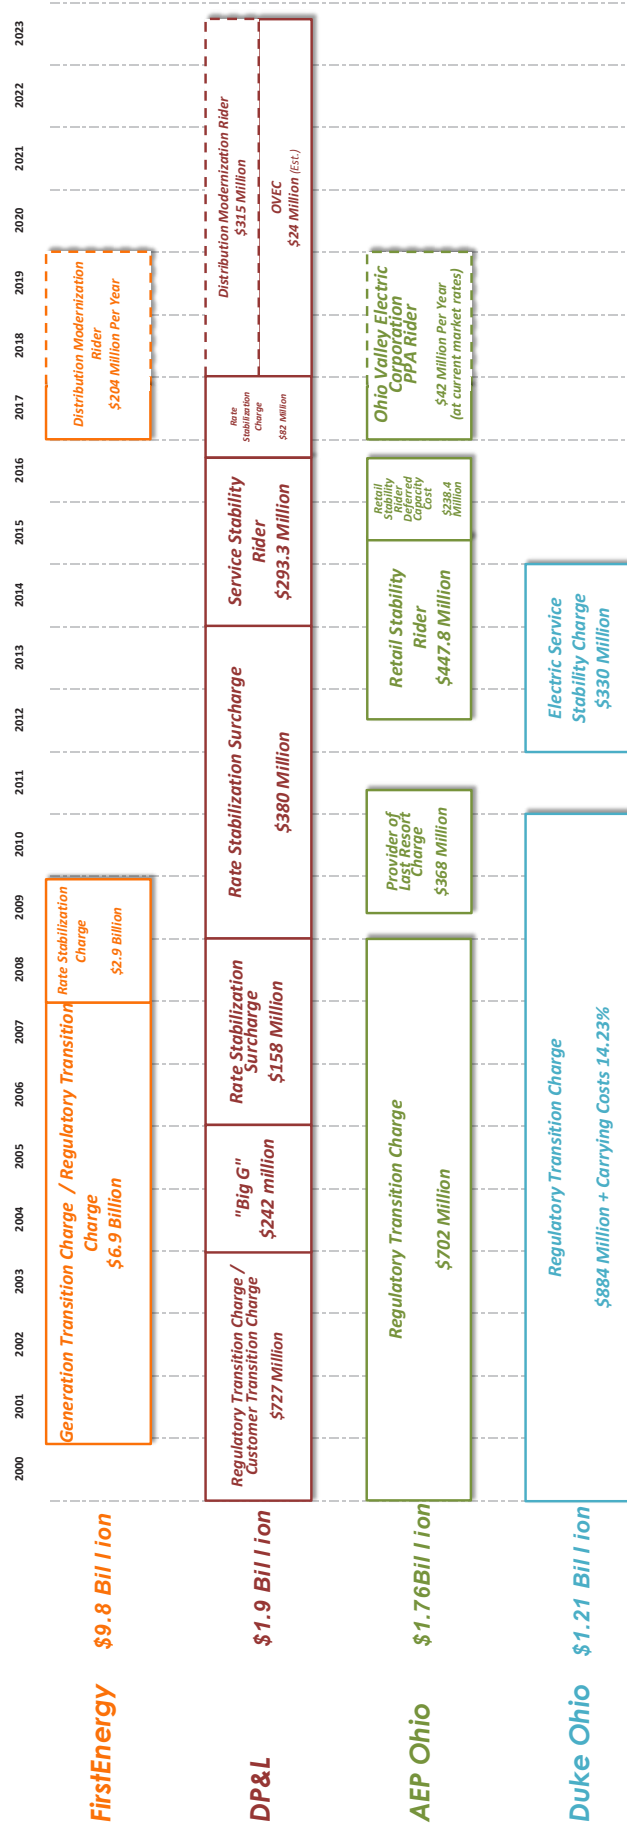 2000 2001 2002 2003 2004 2005 2006 2007 2008 2009 2010 2011 2012 2013 2014 2015 2016 2017 2018 2019 2020 2021 2022 2023
FirstEnergy $9.8 Billion
Generation Transition Charge / Regulatory Transition
Charge
$6.9 Billion
Rate Stabilization
Charge
$2.9 Billion
Distribution Modernization
Rider
$204 Million Per Year
DP&L $1.9 Billion
Regulatory Transition Charge /
Customer Transition Charge
$727 Million
"Big G"
$242 million
Rate Stabilization
Surcharge
$158 Million
Rate Stabilization Surcharge
$380 Million
Service Stability
Rider
$293.3 Million
Rate
Stabilization
Charge
$82 Million
Distribution Modernization Rider
$315 Million
OVEC
$24 Million (Est.)
AEP Ohio $1.76Billion
Regulatory Transition Charge
$702 Million
Provider of
Last Resort
Charge
$368 Million
Retail Stability
Rider
$447.8 Million
Retail
Stability
Rider
Deferred
Capacity
Cost
$238.4
Million
Ohio Valley Electric
Corporation
PPA Rider
$42 Million Per Year
(at current market rates)
Duke Ohio $1.21 Billion
Regulatory Transition Charge
$884 Million + Carrying Costs 14.23%
Electric Service
Stability Charge
$330 Million